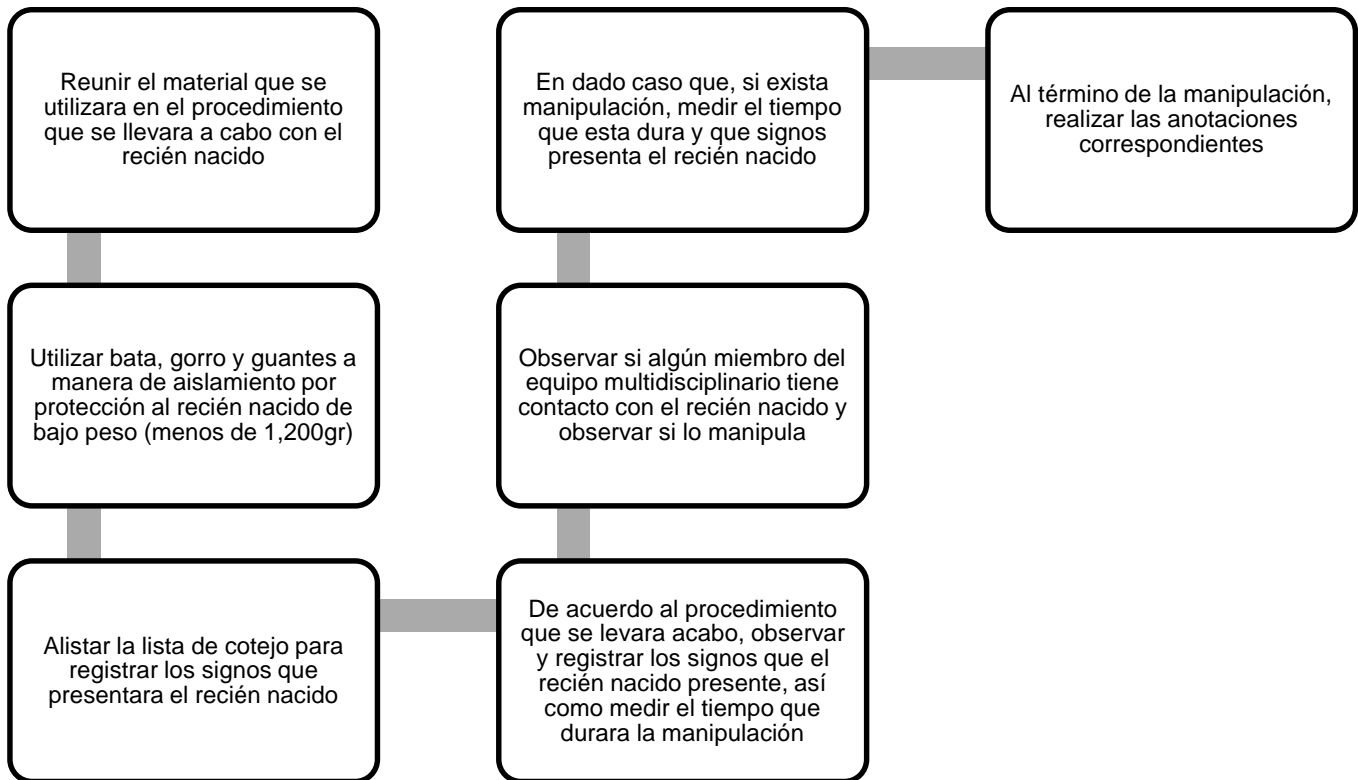 Reunir el material que se
utilizara en el procedimiento
que se llevara a cabo con el
recién nacido
Utilizar bata, gorro y guantes a
manera de aislamiento por
protección al recién nacido de
bajo peso (menos de 1,200gr)
Alistar la lista de cotejo para
registrar los signos que
presentara el recién nacido
De acuerdo al procedimiento
que se levara acabo, observar
y registrar los signos que el
recién nacido presente, así
como medir el tiempo que
durara la manipulación
Observar si algún miembro del
equipo multidisciplinario tiene
contacto con el recién nacido y
observar si lo manipula
En dado caso que, si exista
manipulación, medir el tiempo
que esta dura y que signos
presenta el recién nacido
Al término de la manipulación,
realizar las anotaciones
correspondientes